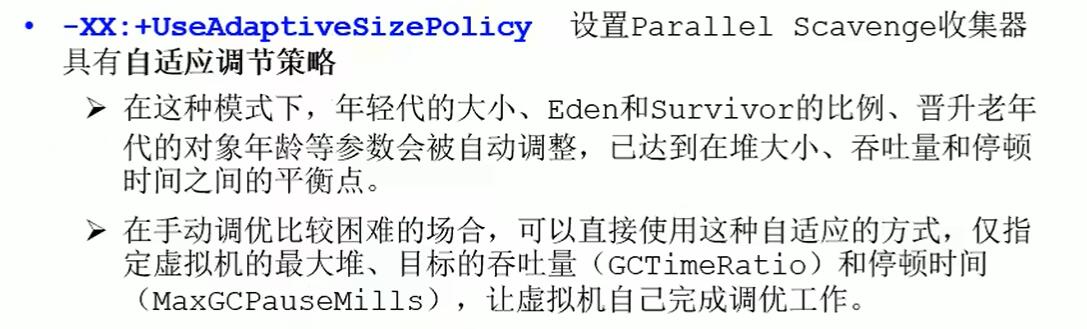 • -XX:+UseAdaptiveSizePolicy 设置Parallel Scavenge收集器
具有自适应调节策略
➢ 在这种模式下，年轻代的大小、Eden和Survivor的比例、晋升老年
代的对象年龄等参数会被自动调整，已达到在堆大小、吞吐量和停顿
时间之间的平衡点。
➢ 在手动调优比较困难的场合，可以直接使用这种自适应的方式，仅指
定虚拟机的最大堆、目标的吞吐量（GCTimeRatio）和停顿时间
（MaxGCPauseMills），让虚拟机自己完成调优工作。